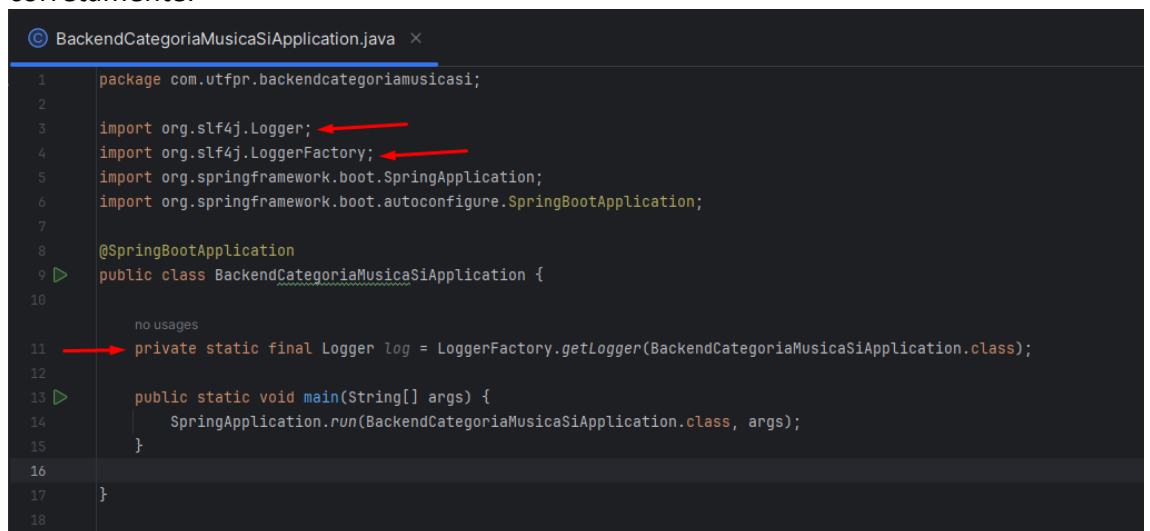 corretamente.
BackendCategoriaMusicaSiApplication.java ×
1 package com.utfpr.backendcategoriamusicasi;
2
3 import org.slf4j.Logger;
4 import org.slf4j.LoggerFactory;
5 import org.springframework.boot.SpringApplication;
6 import org.springframework.boot.autoconfigure.SpringBootApplication;
7
8 @SpringBootApplication
9 public class BackendCategoriaMusicaSiApplication {
10
no usages
11 private static final Logger log = LoggerFactory.getLogger(BackendCategoriaMusicaSiApplication.class);
12
13 public static void main(String[] args) {
14 SpringApplication.run(BackendCategoriaMusicaSiApplication.class, args);
15 }
16
17 }
18